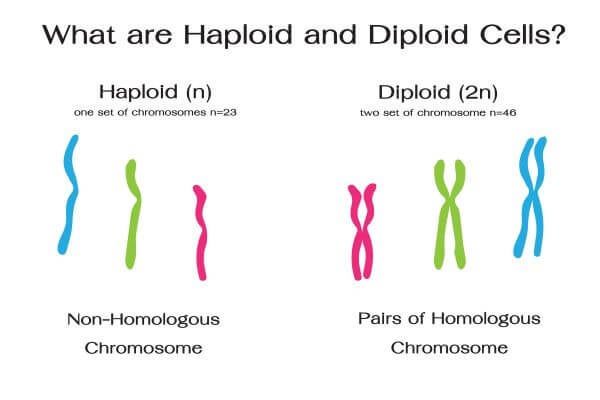 What are Haploid and Diploid Cells?
Haploid (n)
one set of chromosomes n=23
Diploid (2n)
two set of chromosome n=46
Non-Homologous
Chromosome
Pairs of Homologous
Chromosome